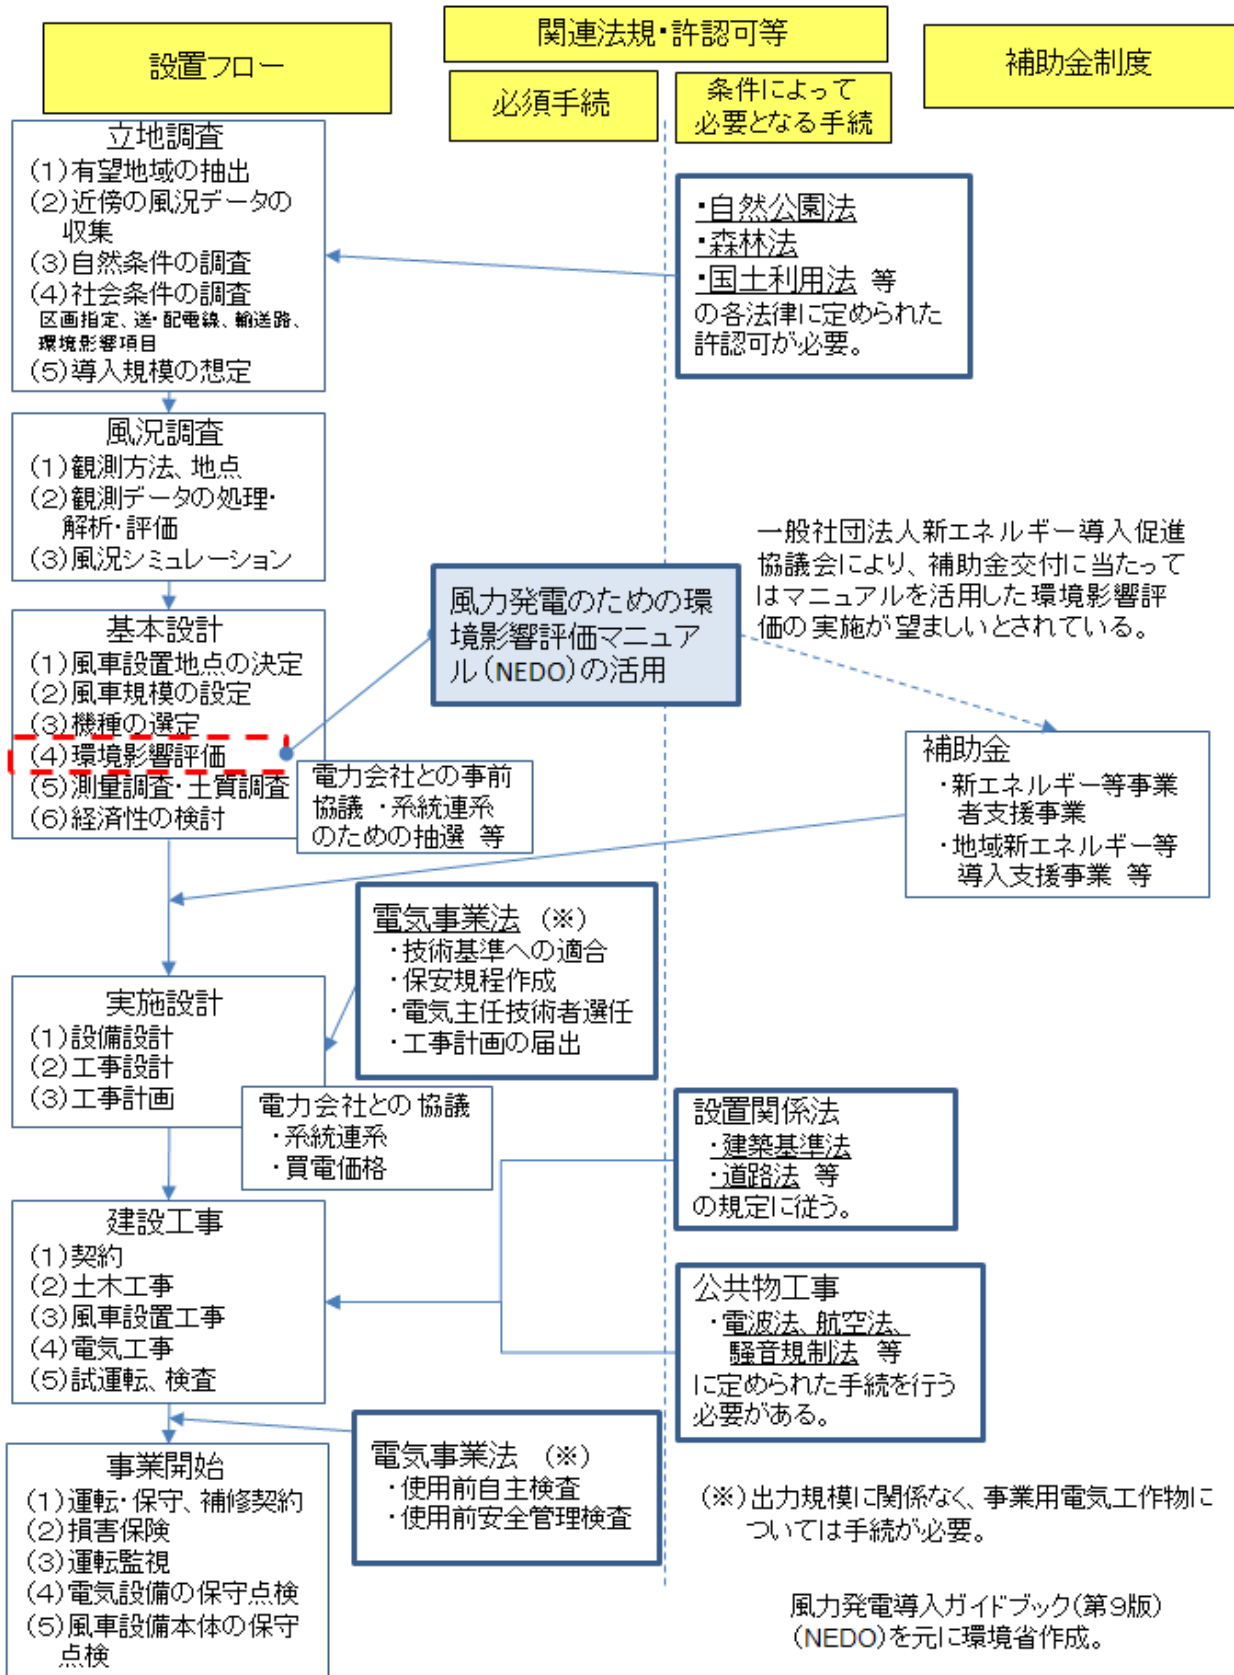 設置フロー
関連法規・許認可等
必須手続
条件によって
必要となる手続
補助金制度
立地調査
(1)有望地域の抽出
(2)近傍の風況データの
収集
(3)自然条件の調査
(4)社会条件の調査
区画指定、送・配電線、輸送路、
環境影響項目
(5)導入規模の想定
・自然公園法
・森林法
・国土利用法 等
の各法律に定められた
許認可が必要。
風況調査
(1)観測方法、地点
(2)観測データの処理・
解析・評価
(3)風況シミュレーション
一般社団法人新エネルギー導入促進
協議会により、補助金交付に当たって
はマニュアルを活用した環境影響評
価の実施が望ましいとされている。
風力発電のための環
境影響評価マニュア
ル(NEDO)の活用
基本設計
(1)風車設置地点の決定
(2)風車規模の設定
(3)機種の選定
(4)環境影響評価
(5)測量調査・土質調査
(6)経済性の検討
電力会社との事前
協議・系統連系
のための抽選 等
補助金
・新エネルギー等事業
者支援事業
・地域新エネルギー等
導入支援事業 等
電気事業法 (※)
・技術基準への適合
・保安規程作成
・電気主任技術者選任
・工事計画の届出
実施設計
(1)設備設計
(2)工事設計
(3)工事計画
電力会社との協議
・系統連系
・買電価格
設置関係法
・建築基準法
・道路法 等
の規定に従う。
建設工事
(1)契約
(2)土木工事
(3)風車設置工事
(4)電気工事
(5)試運転、検査
公共物工事
・電波法、航空法、
騒音規制法 等
に定められた手続を行う
必要がある。
電気事業法 (※)
・使用前自主検査
・使用前安全管理検査
事業開始
(1)運転・保守、補修契約
(2)損害保険
(3)運転監視
(4)電気設備の保守点検
(5)風車設備本体の保守
点検
(※)出力規模に関係なく、事業用電気工作物に
ついては手続が必要。
風力発電導入ガイドブック(第9版)
(NEDO)を元に環境省作成。